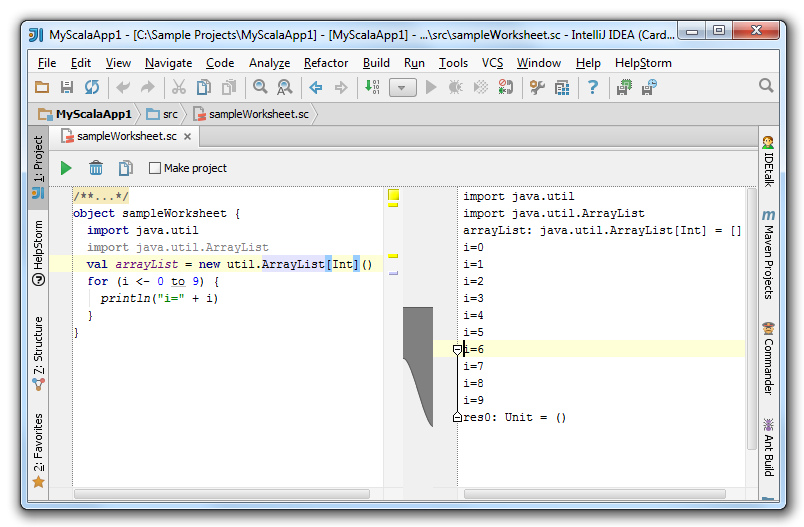 MyScalaApp1 - [C:\Sample Projects\MyScalaApp1] - [MyScalaApp1] - ...\src\sampleWorksheet.sc - IntelliJ IDEA (Card...
File Edit View Navigate Code Analyze Refactor Build Run Tools VCS Window Help HelpStorm
MyScalaApp1 src sampleWorksheet.sc
sampleWorksheet.sc
Make project
/**...*/
object sampleWorksheet {
import java.util
import java.util.ArrayList
val arrayList = new util.ArrayList[Int]()
for (i <- 0 to 9) {
println("i=" + i)
}
}
import java.util
import java.util.ArrayList
arrayList: java.util.ArrayList[Int] = []
i=0
i=1
i=2
i=3
i=4
i=5
i=6
i=7
i=8
i=9
res0: Unit = ()
1: Project
HelpStorm
Z: Structure
2: Favorites
IDEtalk
Maven Projects
Commander
Ant Build